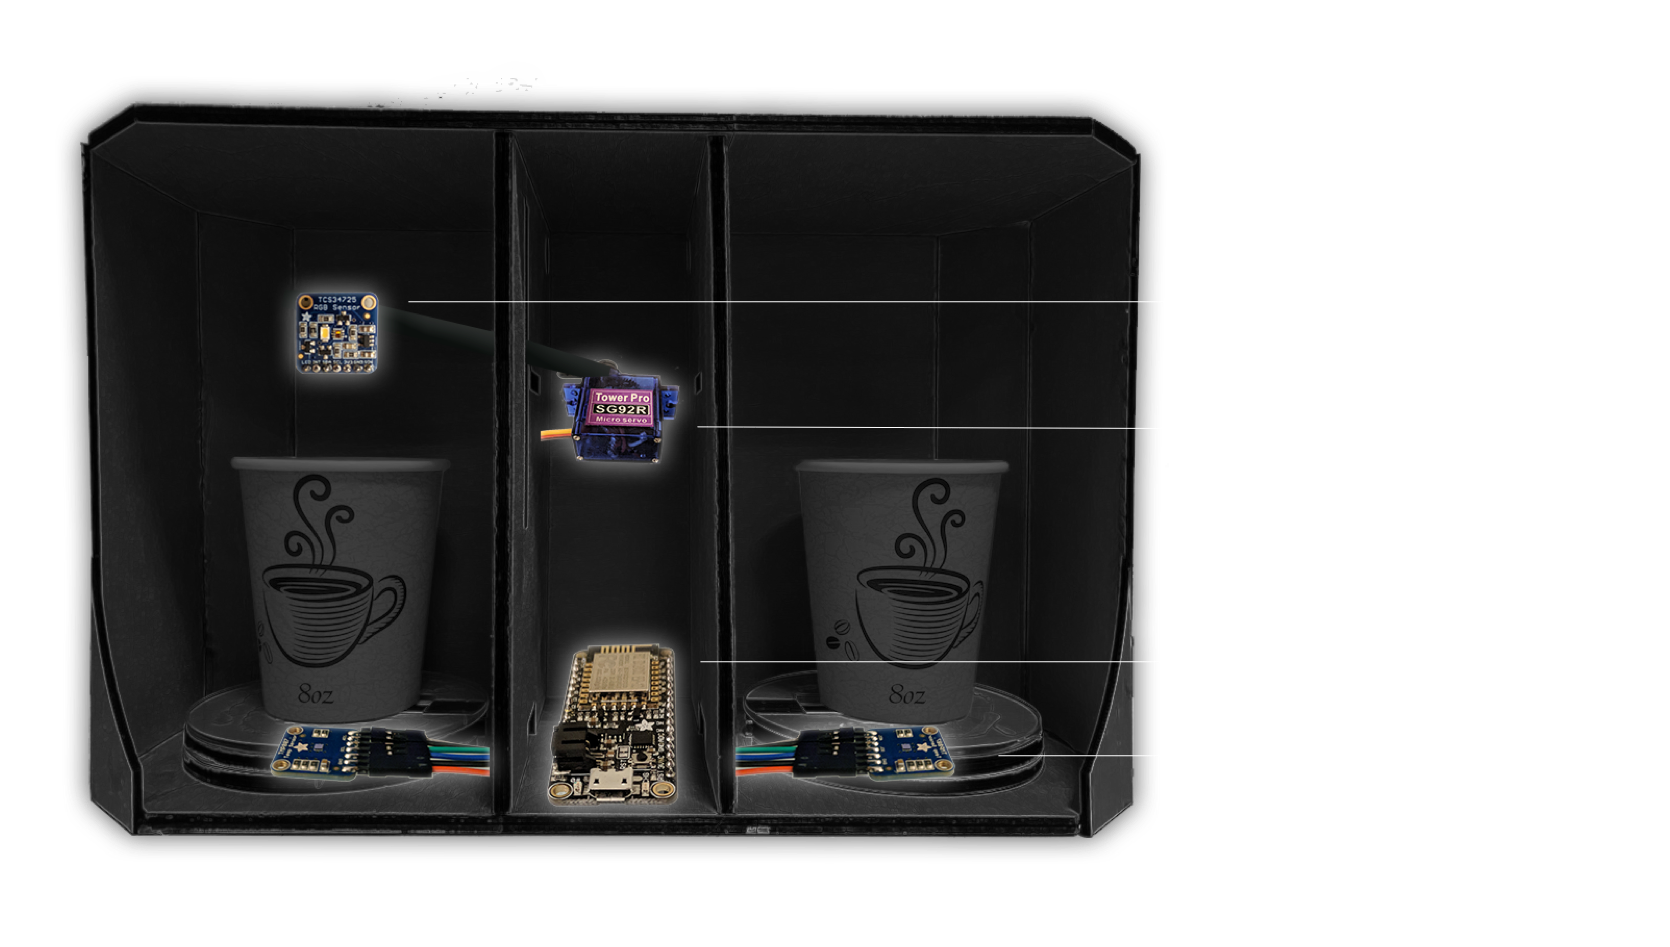 TCS34725
RGB Sensor
Tower Pro
SG92R
Micro servo
8oz
8oz